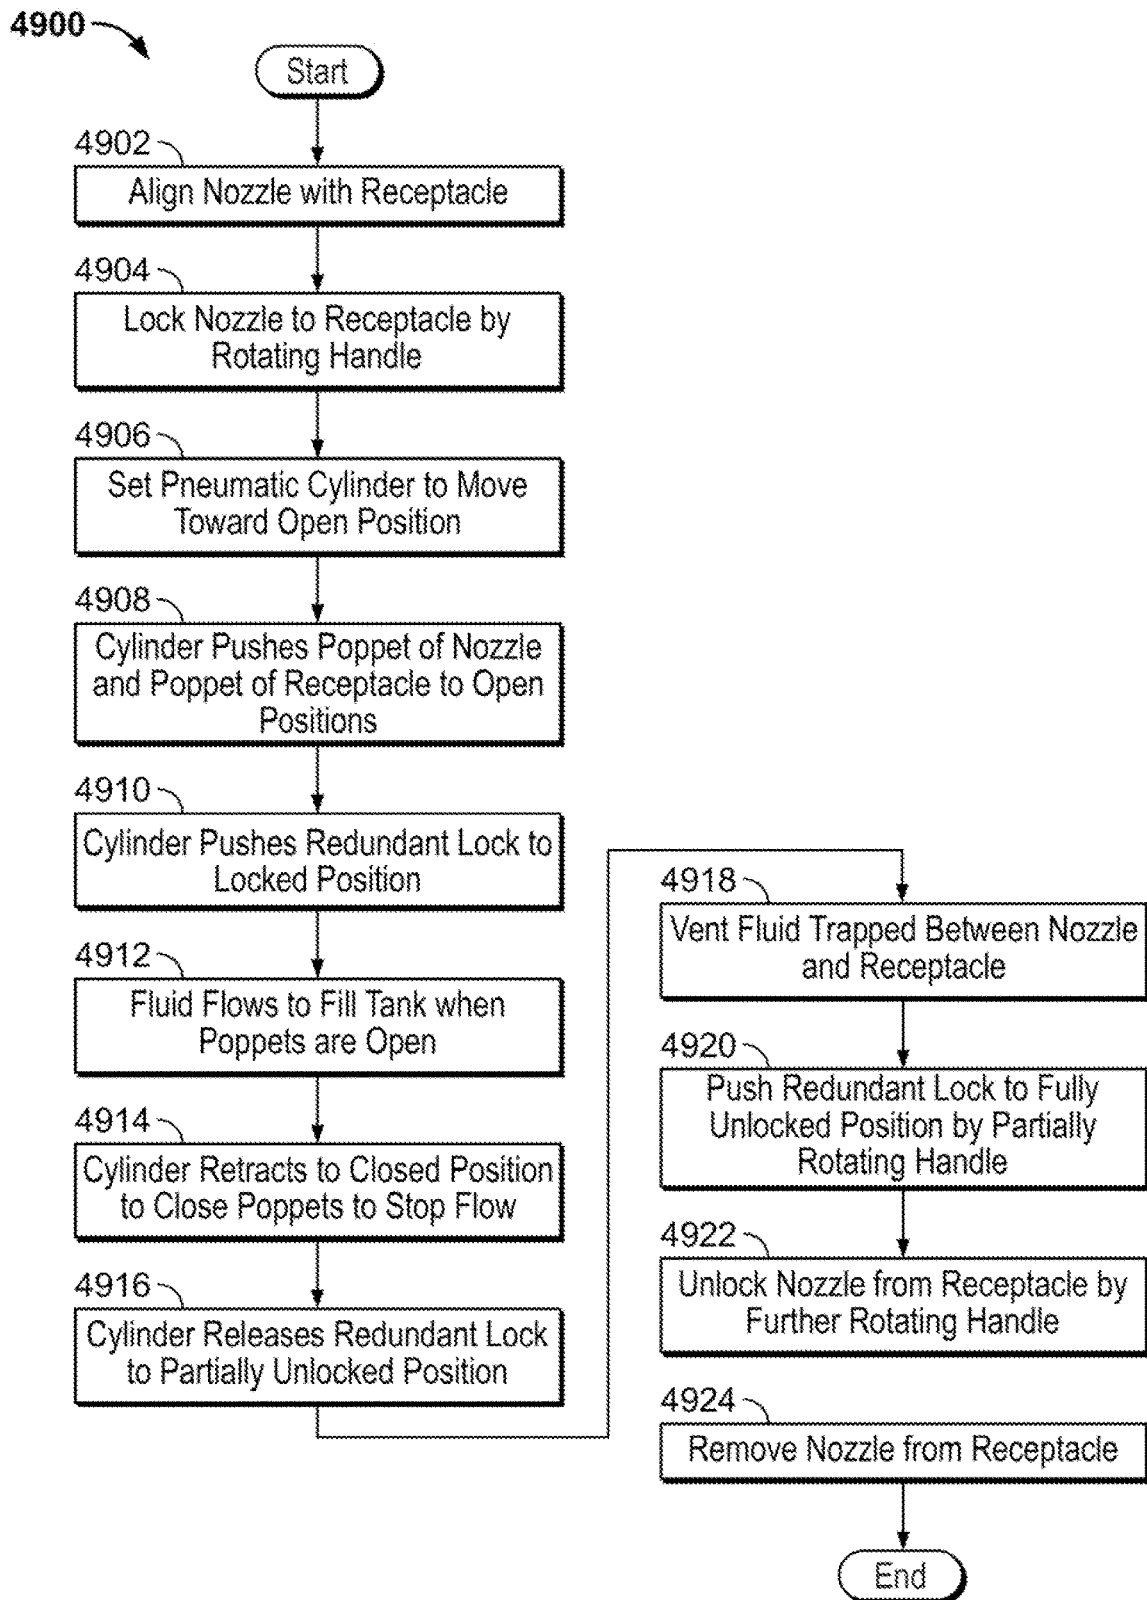 4900
Start
4902
Align Nozzle with Receptacle
4904
Lock Nozzle to Receptacle by
Rotating Handle
4906
Set Pneumatic Cylinder to Move
Toward Open Position
4908
Cylinder Pushes Poppet of Nozzle
and Poppet of Receptacle to Open
Positions
4910
Cylinder Pushes Redundant Lock to
Locked Position
4912
Fluid Flows to Fill Tank when
Poppets are Open
4914
Cylinder Retracts to Closed Position
to Close Poppets to Stop Flow
4916
Cylinder Releases Redundant Lock
to Partially Unlocked Position
4918
Vent Fluid Trapped Between Nozzle
and Receptacle
4920
Push Redundant Lock to Fully
Unlocked Position by Partially
Rotating Handle
4922
Unlock Nozzle from Receptacle by
Further Rotating Handle
4924
Remove Nozzle from Receptacle
End